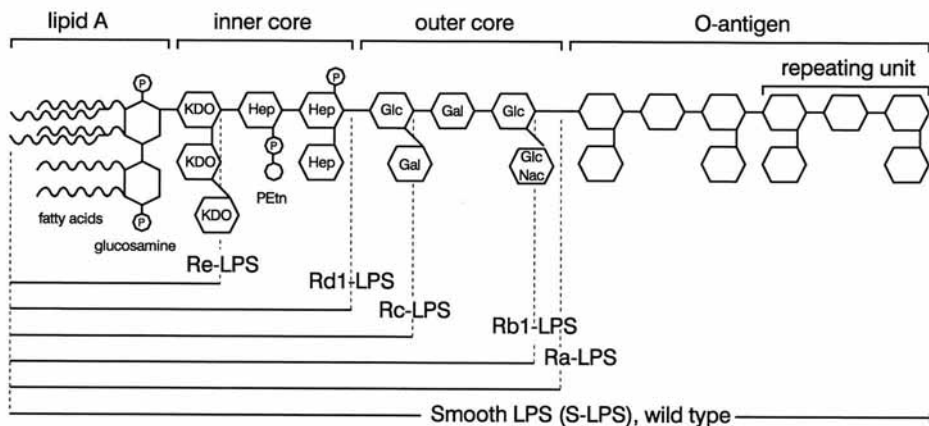 lipid A inner core outer core O-antigen
repeating unit
P P
KDO Hep Hep Glc Gal Glc
P
KDO Hep Gal Glc Nac
PEtn
fatty acids KDO
P
glucosamine
Re-LPS
Rd1-LPS
Rc-LPS
Rb1-LPS
Ra-LPS
Smooth LPS (S-LPS), wild type